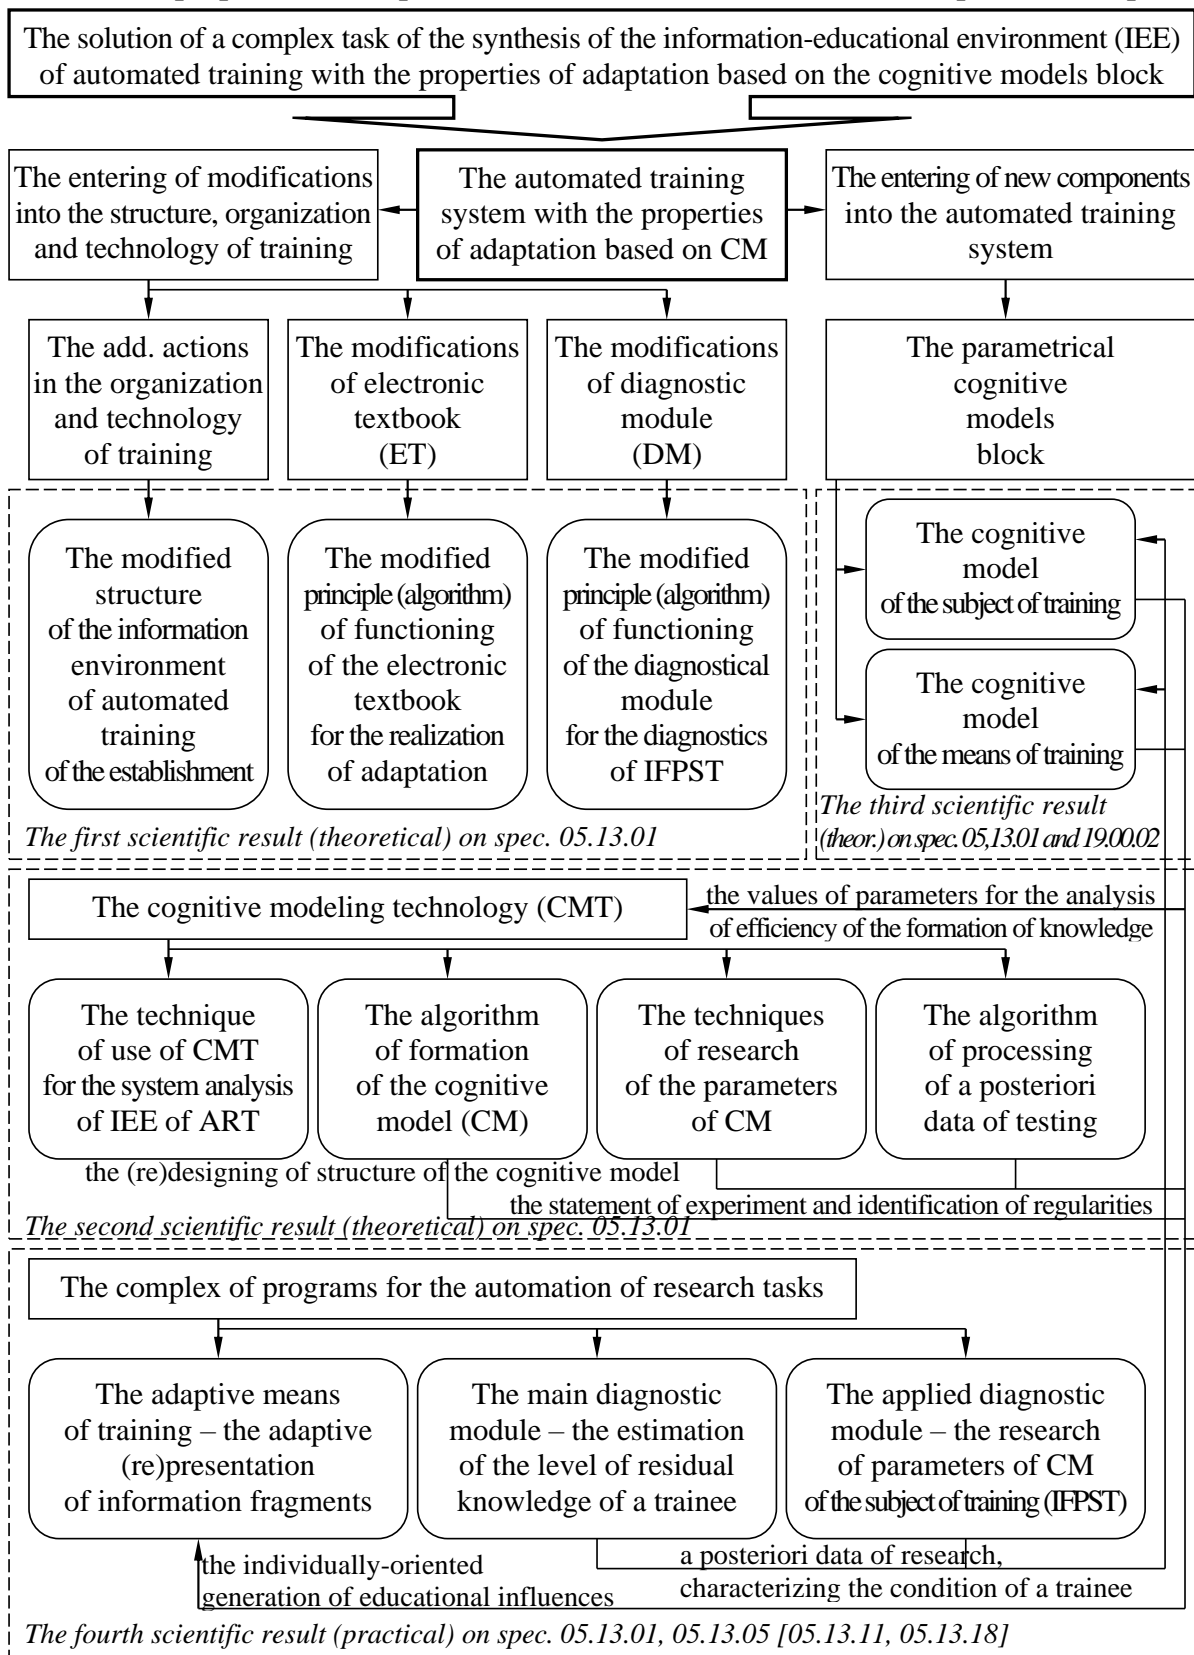 The solution of a complex task of the synthesis of the information-educational environment (IEE)
of automated training with the properties of adaptation based on the cognitive models block
The entering of modifications
into the structure, organization
and technology of training
The automated training
system with the properties
of adaptation based on CM
The entering of new components
into the automated training
system
The add. actions
in the organization
and technology
of training
The modifications
of electronic
textbook
(ET)
The modifications
of diagnostic
module
(DM)
The parametrical
cognitive
models
block
The modified
structure
of the information
environment
of automated
training
of the establishment
The modified
principle (algorithm)
of functioning
of the electronic
textbook
for the realization
of adaptation
The modified
principle (algorithm)
of functioning
of the diagnostical
module
for the diagnostics
of IFPST
The cognitive
model
of the subject of training
The cognitive
model
of the means of training
The first scientific result (theoretical) on spec. 05.13.01
The third scientific result
(theor.) on spec. 05,13.01 and 19.00.02
The cognitive modeling technology (CMT)
the values of parameters for the analysis
of efficiency of the formation of knowledge
The technique
of use of CMT
for the system analysis
of IEE of ART
The algorithm
of formation
of the cognitive
model (CM)
The techniques
of research
of the parameters
of CM
The algorithm
of processing
of a posteriori
data of testing
the (re)designing of structure of the cognitive model
the statement of experiment and identification of regularities
The second scientific result (theoretical) on spec. 05.13.01
The complex of programs for the automation of research tasks
The adaptive means
of training – the adaptive
(re)presentation
of information fragments
The main diagnostic
module – the estimation
of the level of residual
knowledge of a trainee
The applied diagnostic
module – the research
of parameters of CM
of the subject of training (IFPST)
the individually-oriented
generation of educational influences
a posteriori data of research,
characterizing the condition of a trainee
The fourth scientific result (practical) on spec. 05.13.01, 05.13.05 [05.13.11, 05.13.18]